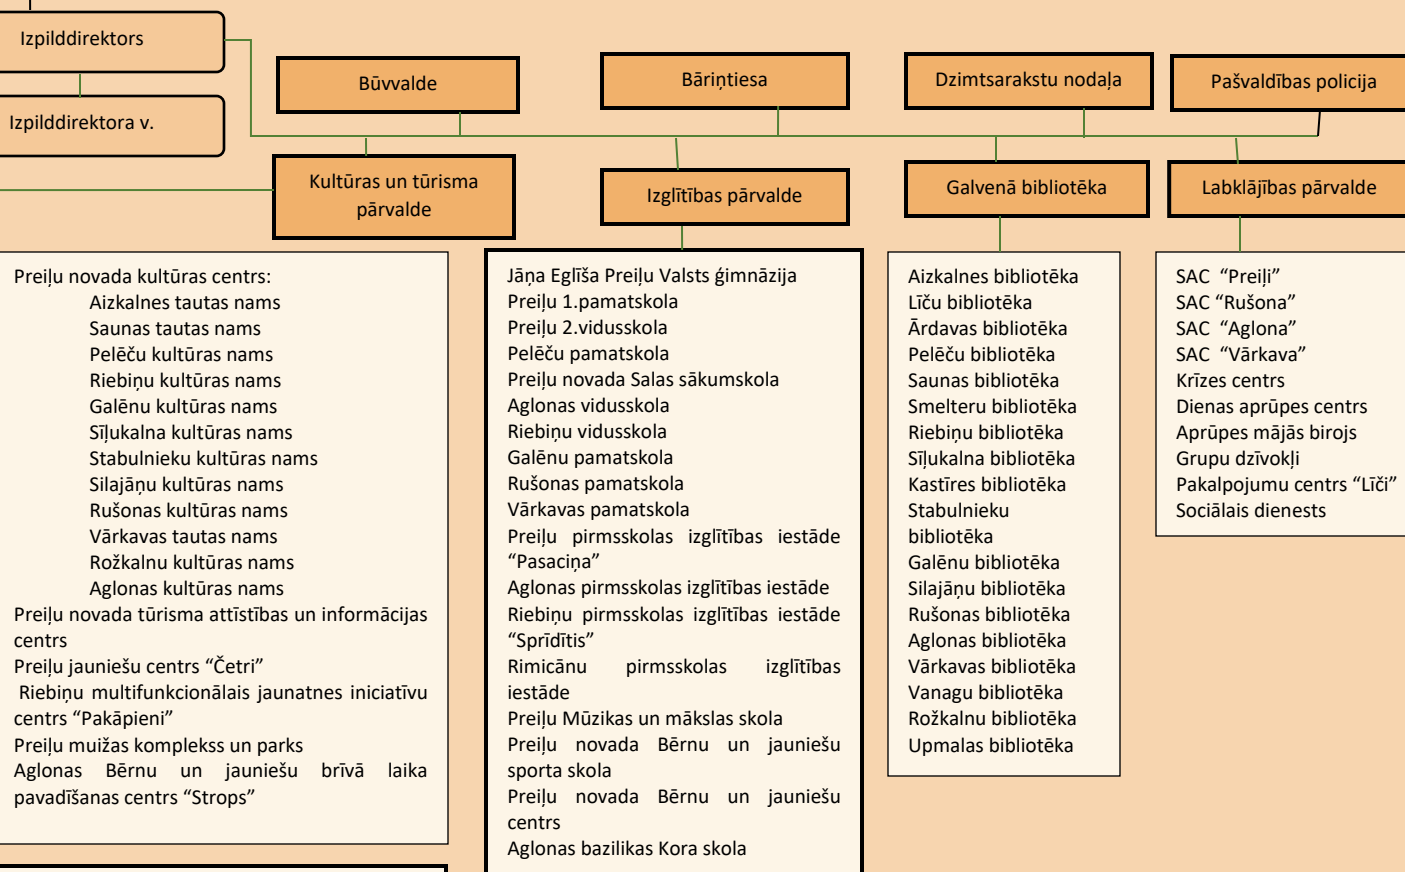 Izpilddirektors
Izpilddirektora v.
Būvvalde
Bāriņtiesa
Dzimtsarakstu nodaļa
Pašvaldības policija
Kultūras un tūrisma
pārvalde
Izglītības pārvalde
Galvenā bibliotēka
Labklājības pārvalde
Preiļu novada kultūras centrs:
Aizkalnes tautas nams
Saunas tautas nams
Pelēču kultūras nams
Riebiņu kultūras nams
Galēnu kultūras nams
Sīļukalna kultūras nams
Stabulnieku kultūras nams
Silajāņu kultūras nams
Rušonas kultūras nams
Vārkavas tautas nams
Rožkalnu kultūras nams
Aglonas kultūras nams
Preiļu novada tūrisma attīstības un informācijas
centrs
Preiļu jauniešu centrs “Četri”
Riebiņu multifunkcionālais jaunatnes iniciatīvu
centrs “Pakāpieni”
Preiļu muižas komplekss un parks
Aglonas Bērnu un jauniešu brīvā laika
pavadīšanas centrs “Strops”
Jāņa Eglīša Preiļu Valsts ģimnāzija
Preiļu 1.pamatskola
Preiļu 2.vidusskola
Pelēču pamatskola
Preiļu novada Salas sākumskola
Aglonas vidusskola
Riebiņu vidusskola
Galēnu pamatskola
Rušonas pamatskola
Vārkavas pamatskola
Preiļu pirmsskolas izglītības iestāde
“Pasaciņa”
Aglonas pirmsskolas izglītības iestāde
Riebiņu pirmsskolas izglītības iestāde
“Sprīdītis”
Rimicānu pirmsskolas izglītības
iestāde
Preiļu Mūzikas un mākslas skola
Preiļu novada Bērnu un jauniešu
sporta skola
Preiļu novada Bērnu un jauniešu
centrs
Aglonas bazilikas Kora skola
Aizkalnes bibliotēka
Līču bibliotēka
Ārdavas bibliotēka
Pelēču bibliotēka
Saunas bibliotēka
Smelteru bibliotēka
Riebiņu bibliotēka
Sīļukalna bibliotēka
Kastīres bibliotēka
Stabulnieku
bibliotēka
Galēnu bibliotēka
Silajāņu bibliotēka
Rušonas bibliotēka
Aglonas bibliotēka
Vārkavas bibliotēka
Vanagu bibliotēka
Rožkalnu bibliotēka
Upmalas bibliotēka
SAC “Preiļi”
SAC “Rušona”
SAC “Aglona”
SAC “Vārkava”
Krīzes centrs
Dienas aprūpes centrs
Aprūpes mājās birojs
Grupu dzīvokļi
Pakalpojumu centrs “Līči”
Sociālais dienests